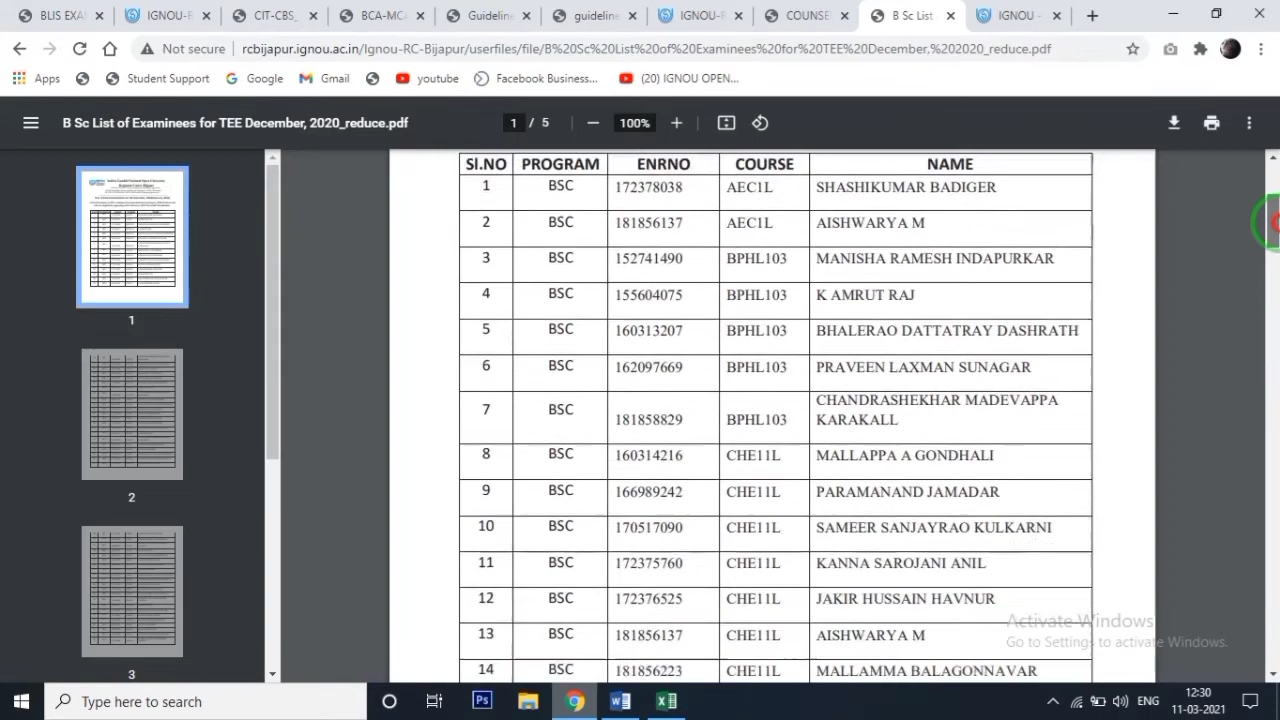 BLIS EXA
IGNOU-R
CIT-CBS_
BCA-MCA
Guideline
guideline
IGNOU-R
COUNSE
B Sc List
IGNOU -
Not secure
rcbijapur.ignou.ac.in/Ignou-RC-Bijapur/userfiles/file/B%20Sc%20List%20of%20Examinees%20for%20TEE%20December,%202020_reduce.pdf
Apps
Student Support
Google
Gmail
youtube
Facebook Business...
(20) IGNOU OPEN...
B Sc List of Examinees for TEE December, 2020_reduce.pdf
1 / 5
100%
1
2
3
SI.NO PROGRAM ENRNO COURSE NAME
1 BSC 172378038 AEC1L SHASHIKUMAR BADIGER
2 BSC 181856137 AEC1L AISHWARYA M
3 BSC 152741490 BPHL103 MANISHA RAMESH INDAPURKAR
4 BSC 155604075 BPHL103 K AMRUT RAJ
5 BSC 160313207 BPHL103 BHALERAO DATTATRAY DASHRATH
6 BSC 162097669 BPHL103 PRAVEEN LAXMAN SUNAGAR
7 BSC 181858829 BPHL103 CHANDRASHEKHAR MADEVAPPA
KARAKALL
8 BSC 160314216 CHE11L MALLAPPA A GONDHALI
9 BSC 166989242 CHE11L PARAMANAND JAMADAR
10 BSC 170517090 CHE11L SAMEER SANJAYRAO KULKARNI
11 BSC 172375760 CHE11L KANNA SAROJANI ANIL
12 BSC 172376525 CHE11L JAKIR HUSSAIN HAVNUR
13 BSC 181856137 CHE11L AISHWARYA M
14 BSC 181856223 CHE11L MALLAMMA BALAGONNAVAR
Activate Windows
Go to Settings to activate Windows.
Type here to search
Ps
ENG
12:30
11-03-2021